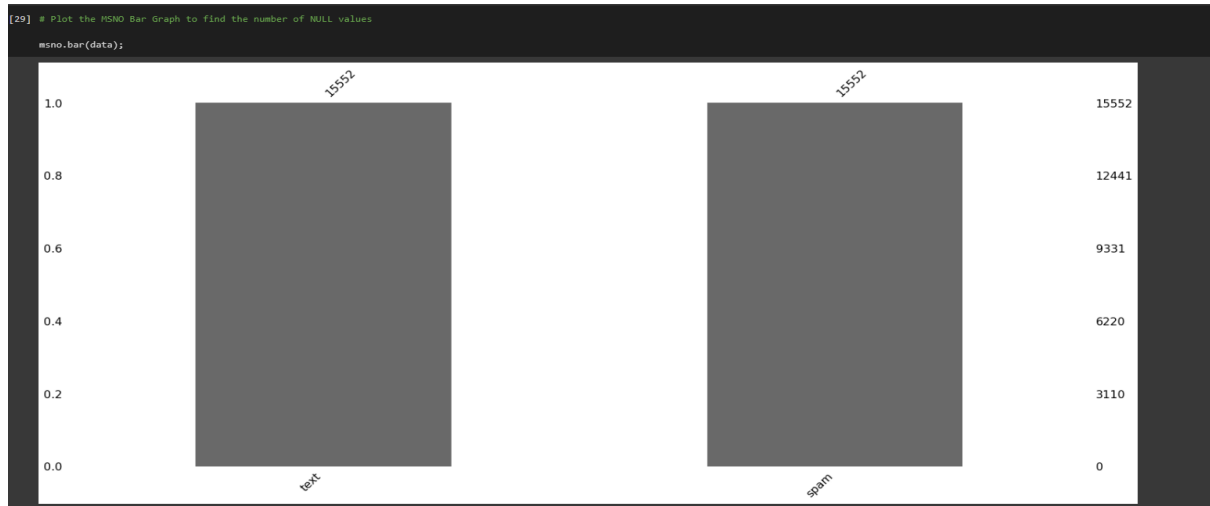 [29] # Plot the MSNO Bar Graph to find the number of NULL values
msno.bar(data);
15552 15552
1.0 15552
0.8 12441
0.6 9331
0.4 6220
0.2 3110
0.0 0
text spam